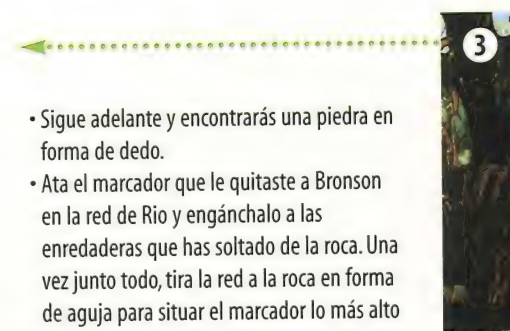 3
• Sigue adelante y encontrarás una piedra en
forma de dedo.
• Ata el marcador que le quitaste a Bronson
en la red de Rio y engánchalo a las
enredaderas que has soltado de la roca. Una
vez junto todo, tira la red a la roca en forma
de aguja para situar el marcador lo más alto